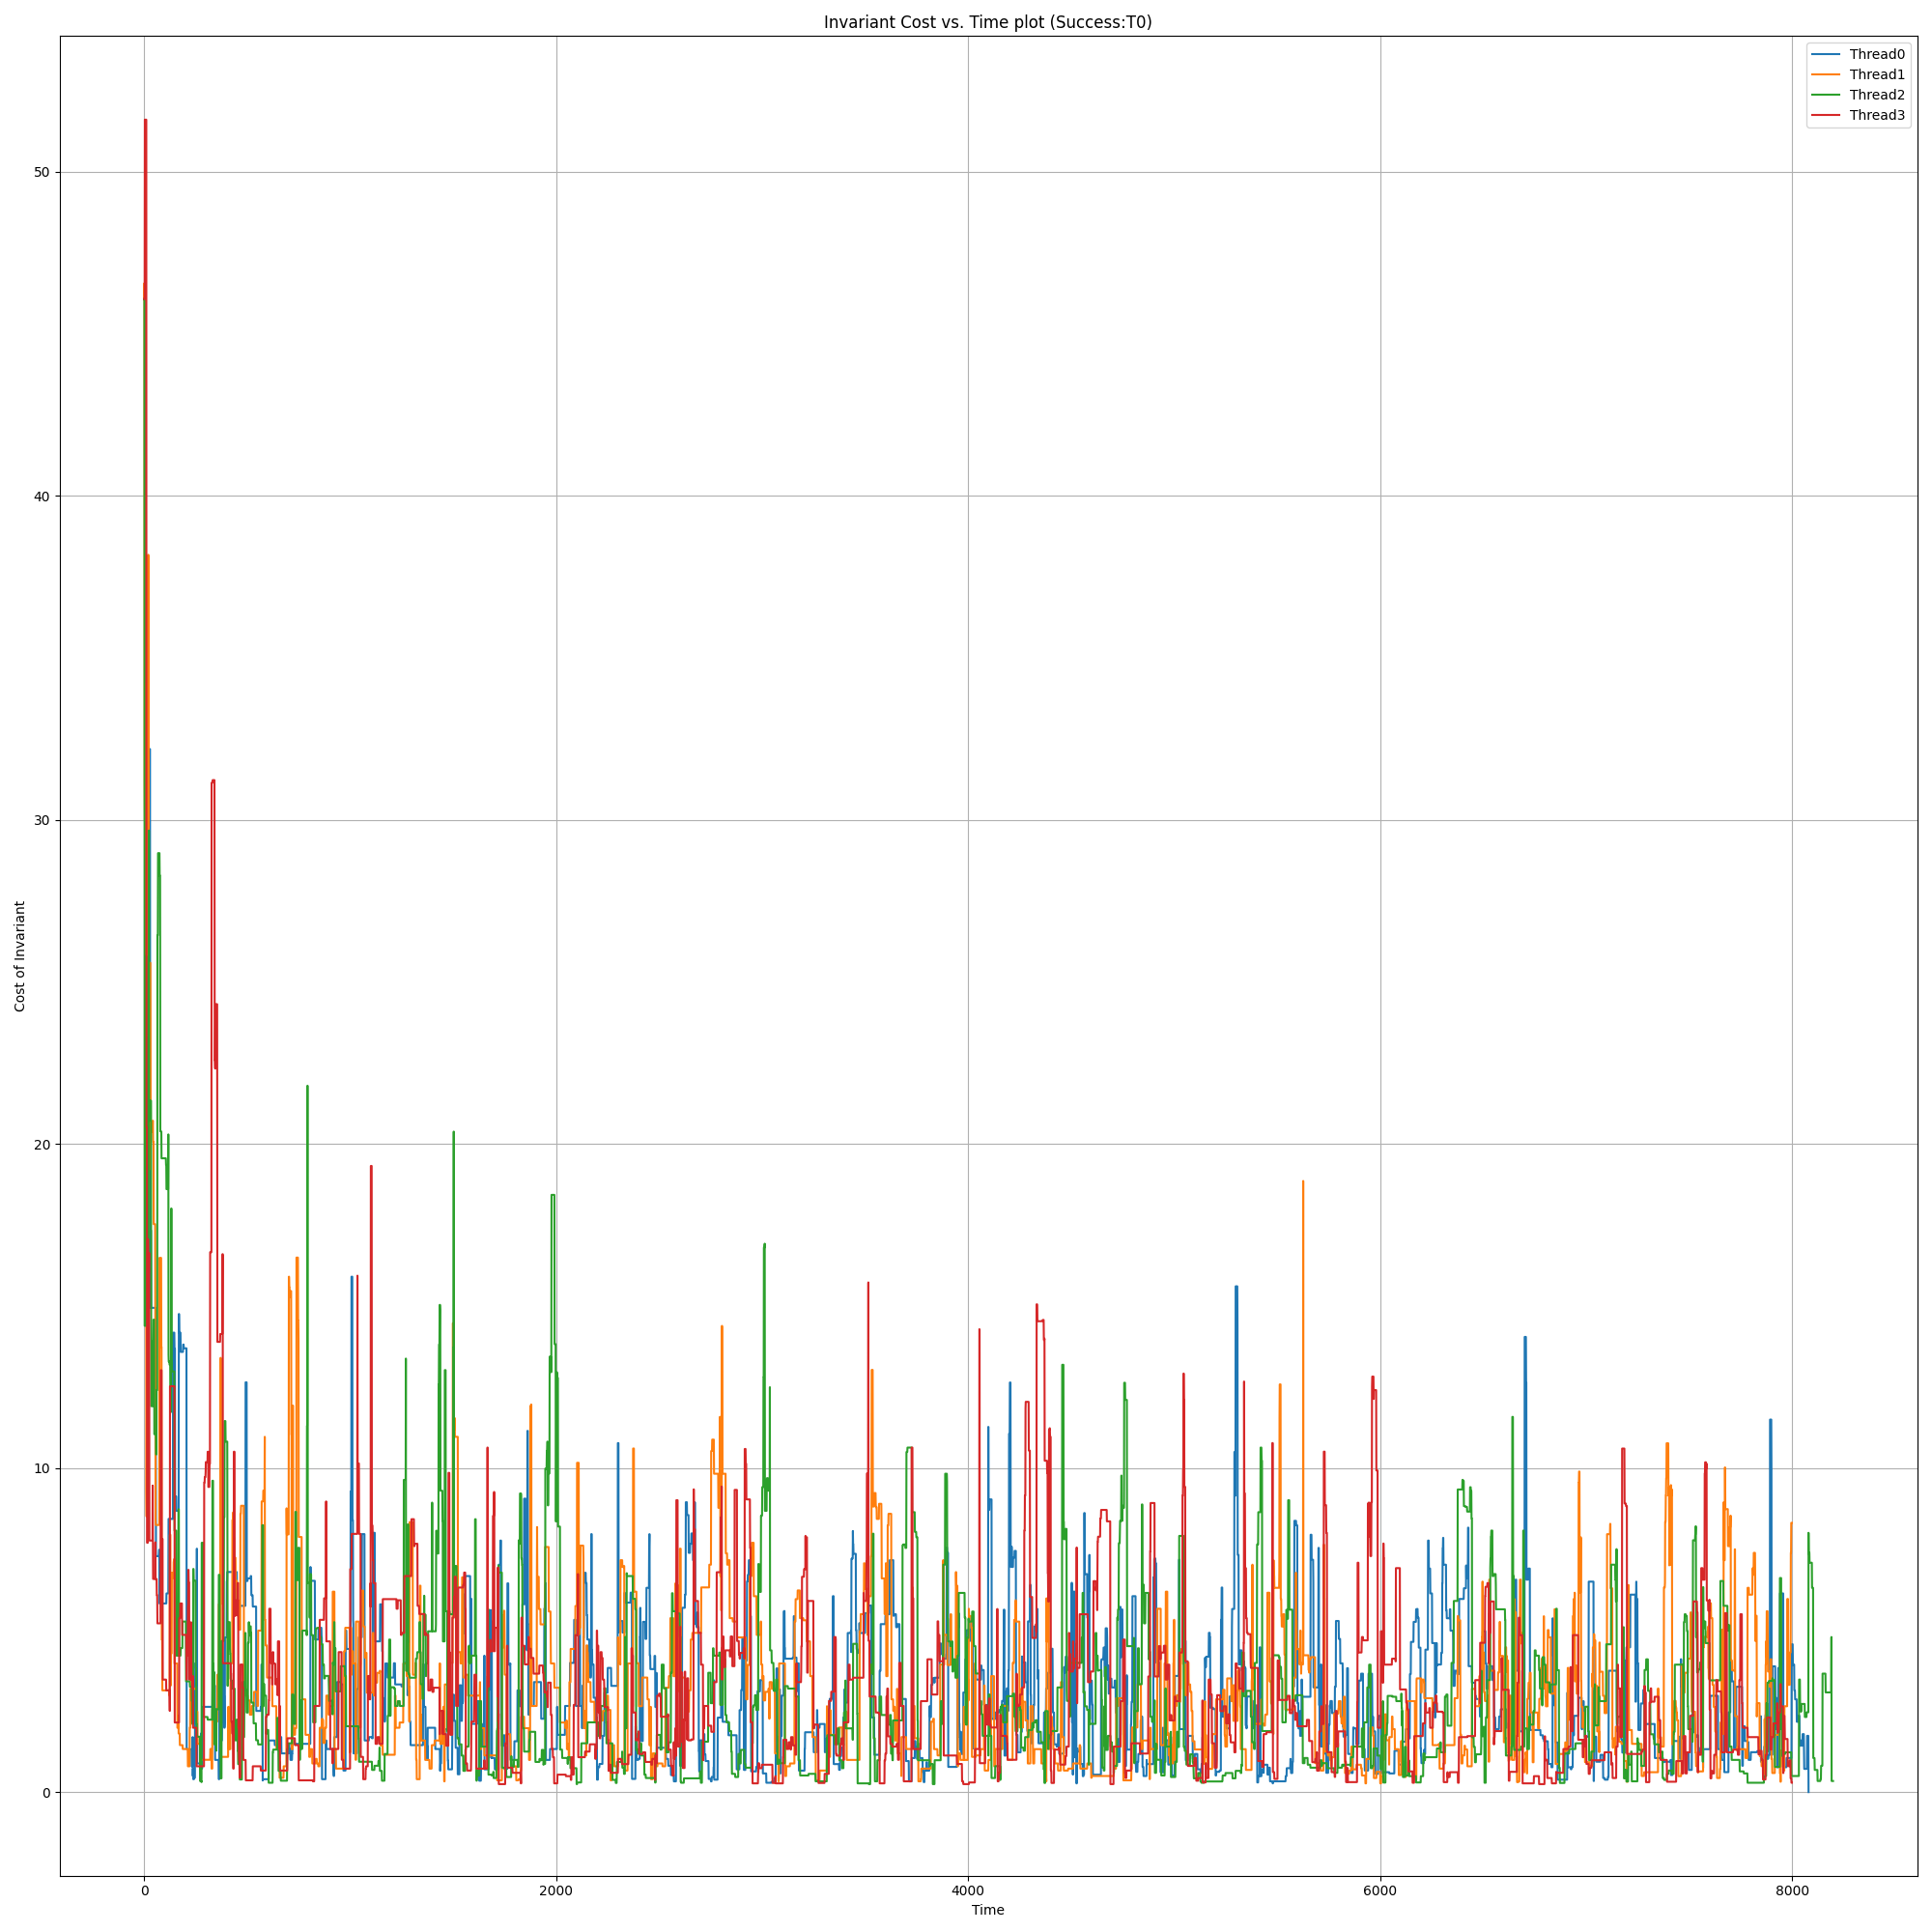 Invariant Cost vs. Time plot (Success:T0)
Thread0
Thread1
Thread2
Thread3
50
40
30
20
10
0
Cost of Invariant
0 2000 4000 6000 8000
Time